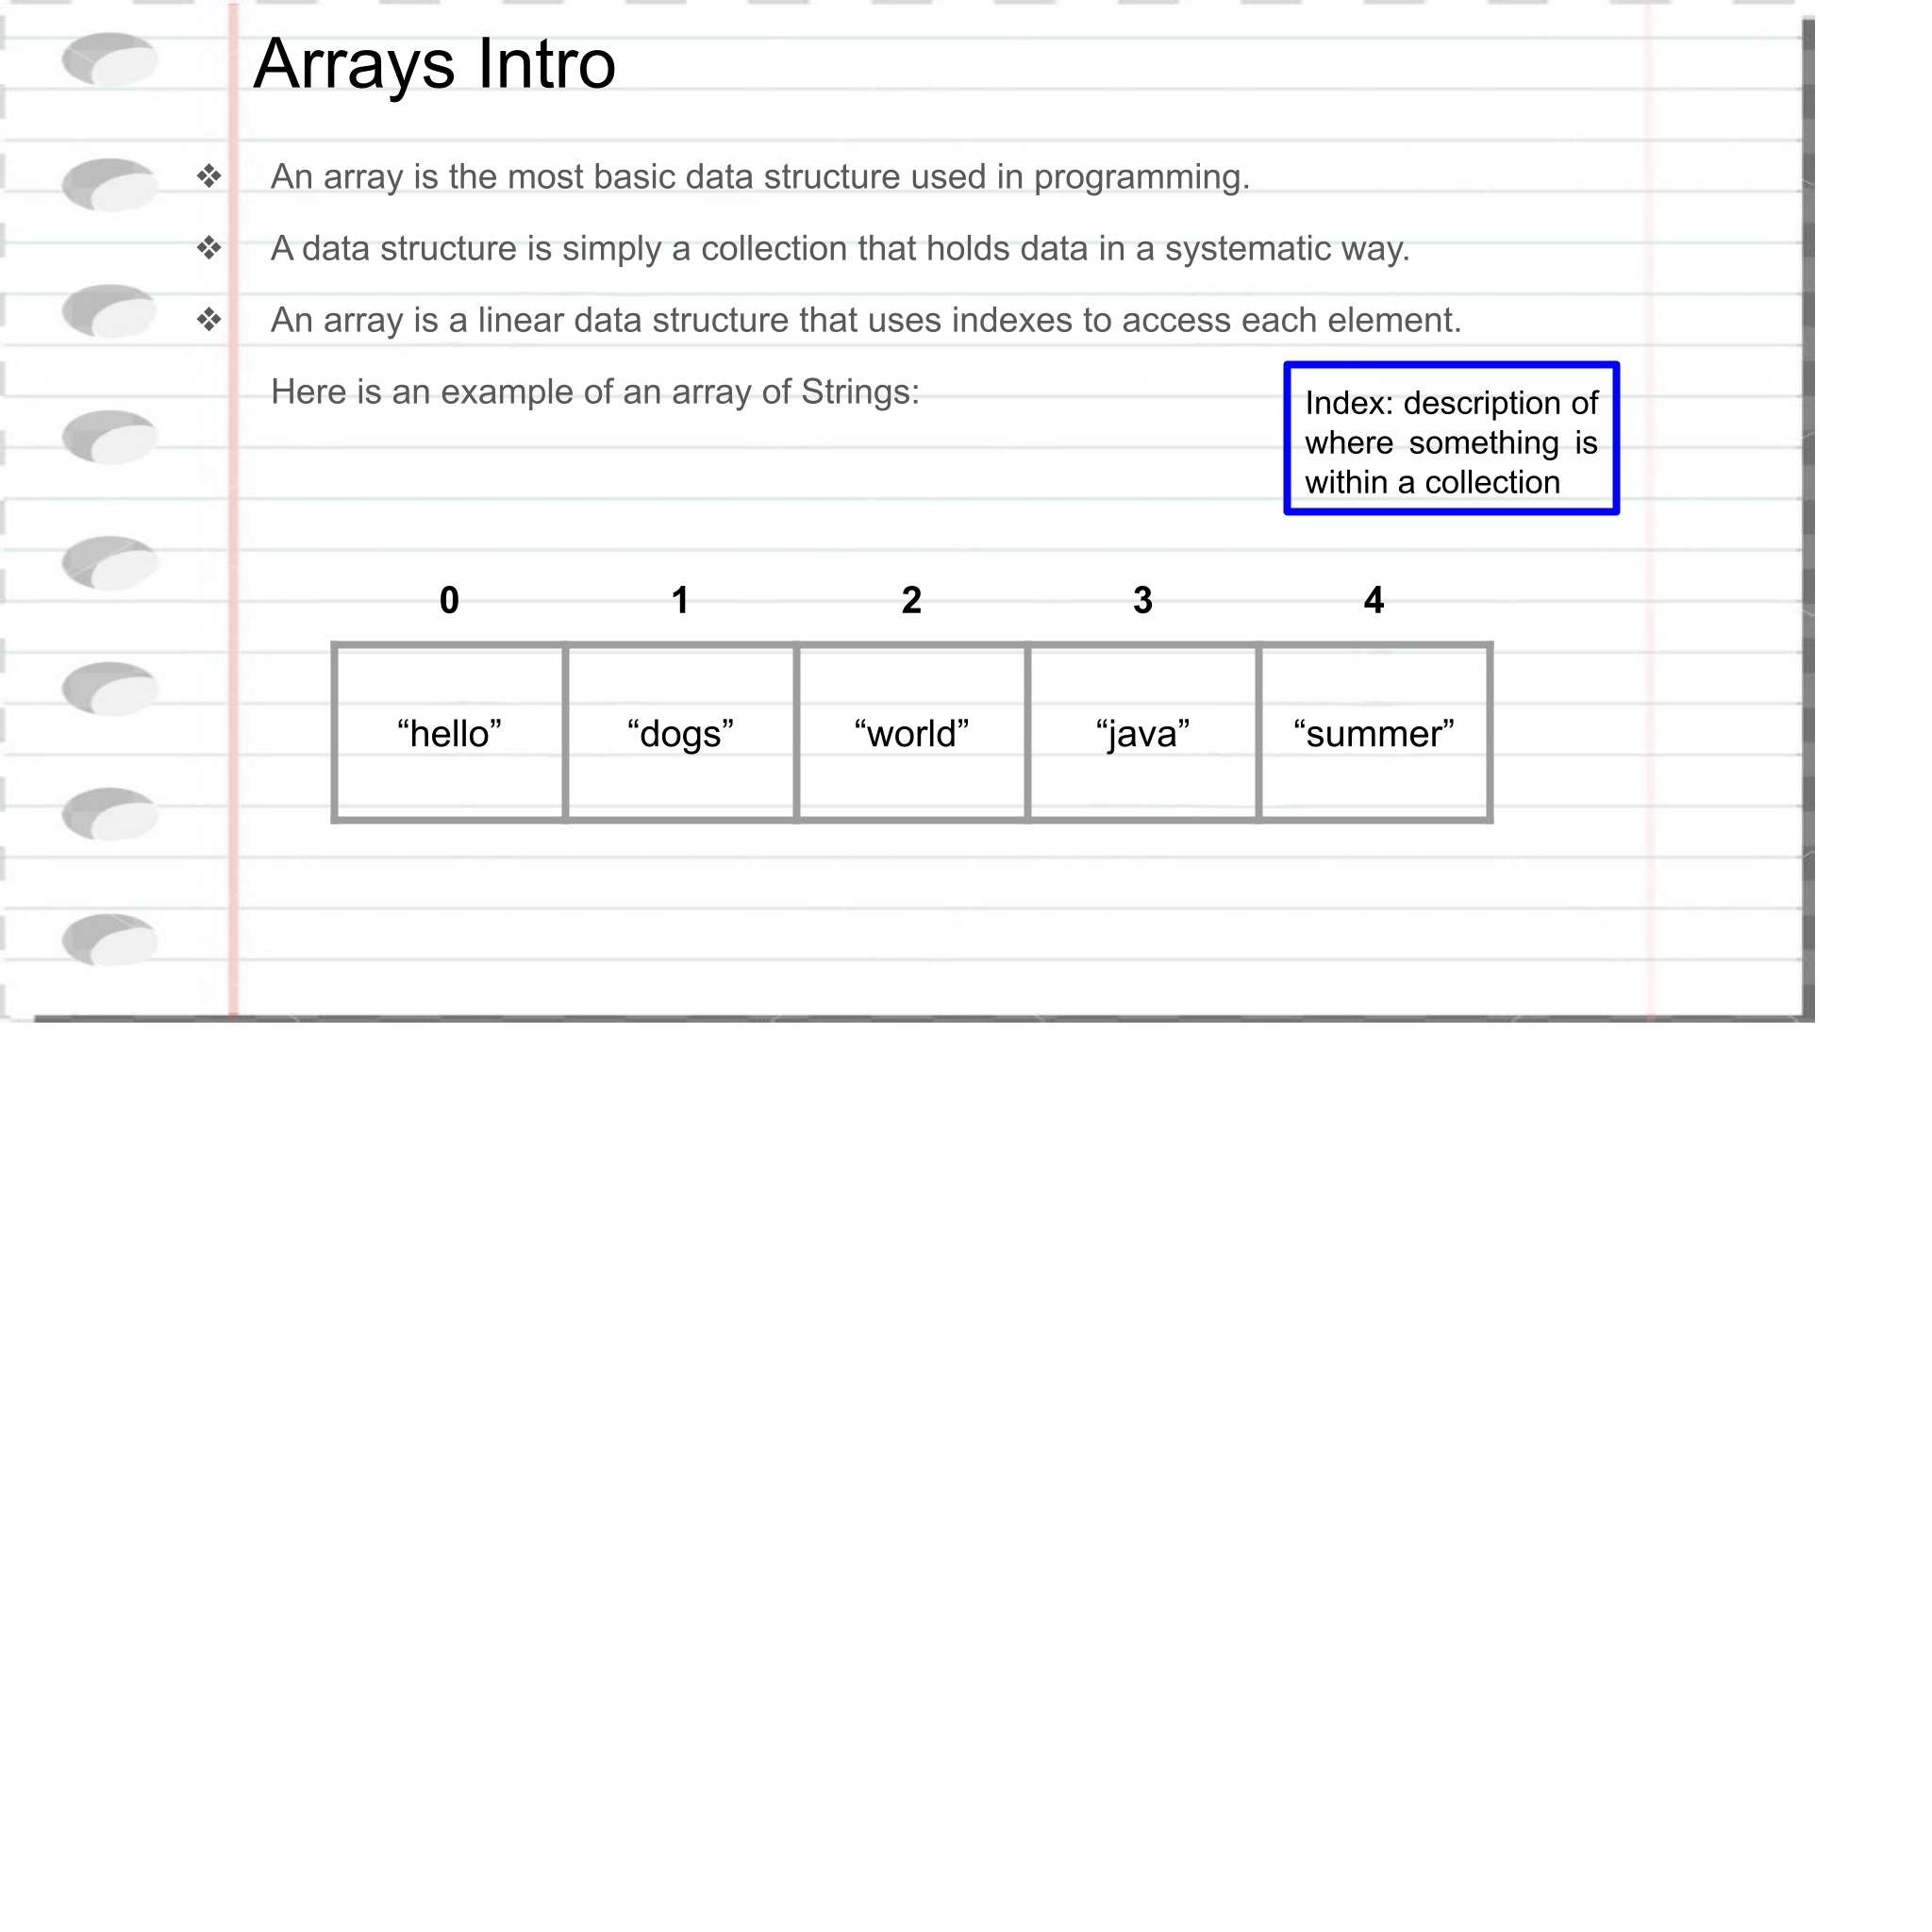 Arrays Intro
❖ An array is the most basic data structure used in programming.
❖ A data structure is simply a collection that holds data in a systematic way.
❖ An array is a linear data structure that uses indexes to access each element.
Here is an example of an array of Strings:
Index: description of
where something is
within a collection
0 1 2 3 4
“hello” “dogs” “world” “java” “summer”